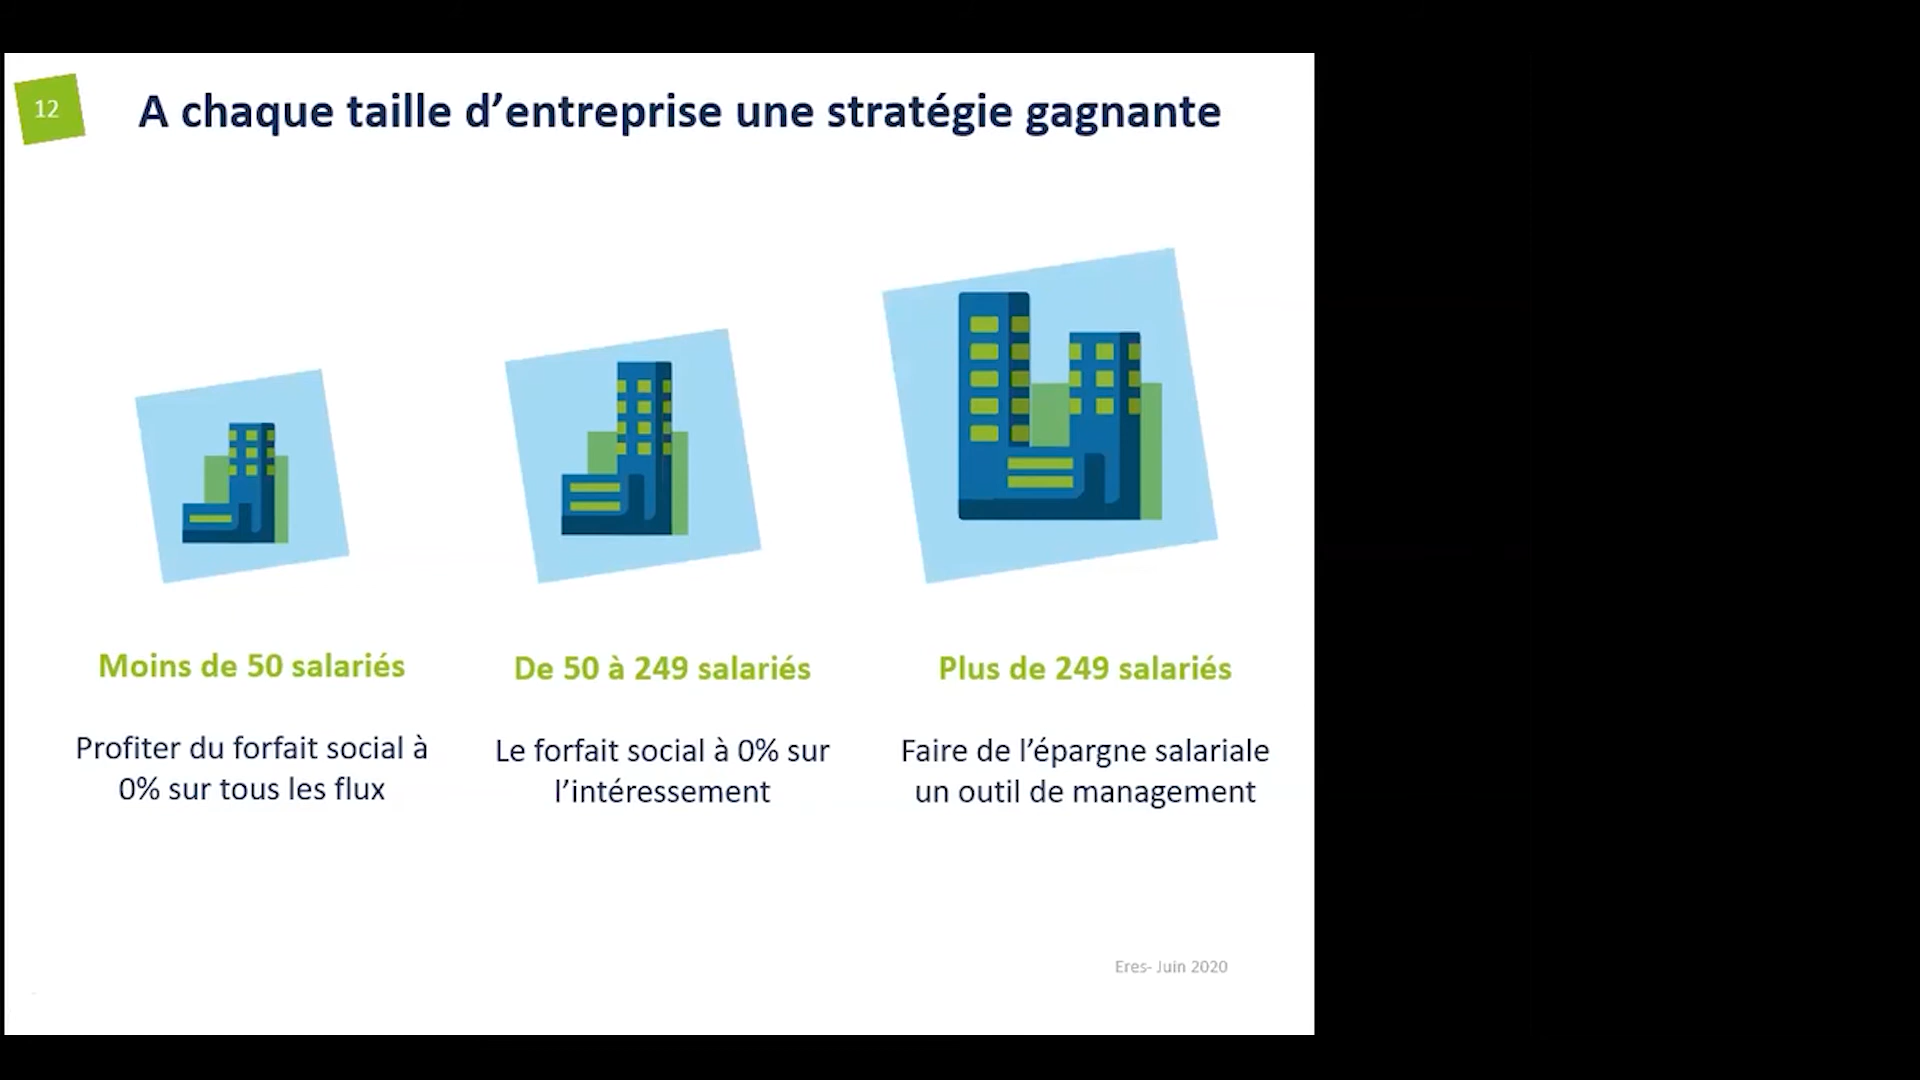 12
A chaque taille d’entreprise une stratégie gagnante
Moins de 50 salariés
Profiter du forfait social à
0% sur tous les flux
De 50 à 249 salariés
Le forfait social à 0% sur
l’intéressement
Plus de 249 salariés
Faire de l’épargne salariale
un outil de management
Eres- Juin 2020